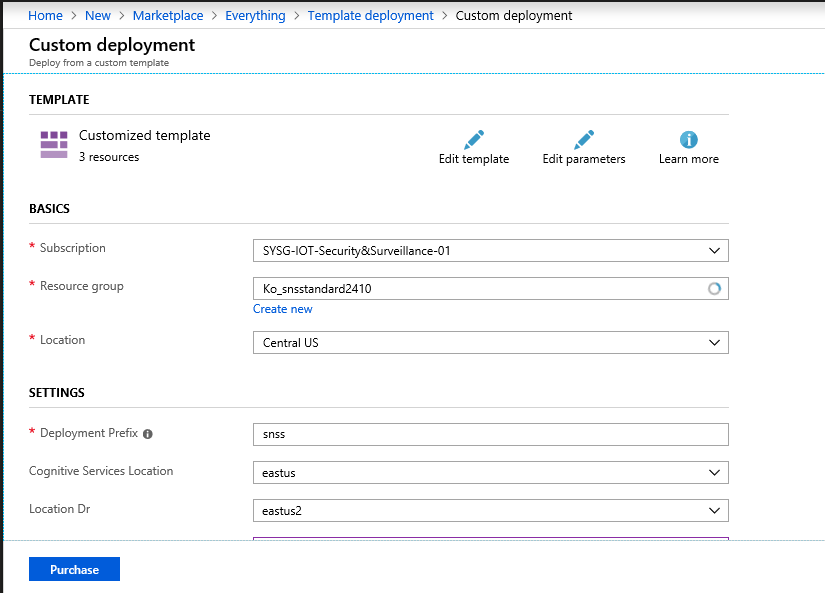 Home > New > Marketplace > Everything > Template deployment > Custom deployment
Custom deployment
Deploy from a custom template
TEMPLATE
Customized template
3 resources
Edit template
Edit parameters
Learn more
BASICS
* Subscription
SYSG-IOT-Security&Surveillance-01
* Resource group
Ko_snsstandard2410
Create new
* Location
Central US
SETTINGS
* Deployment Prefix
snss
Cognitive Services Location
eastus
Location Dr
eastus2
Purchase